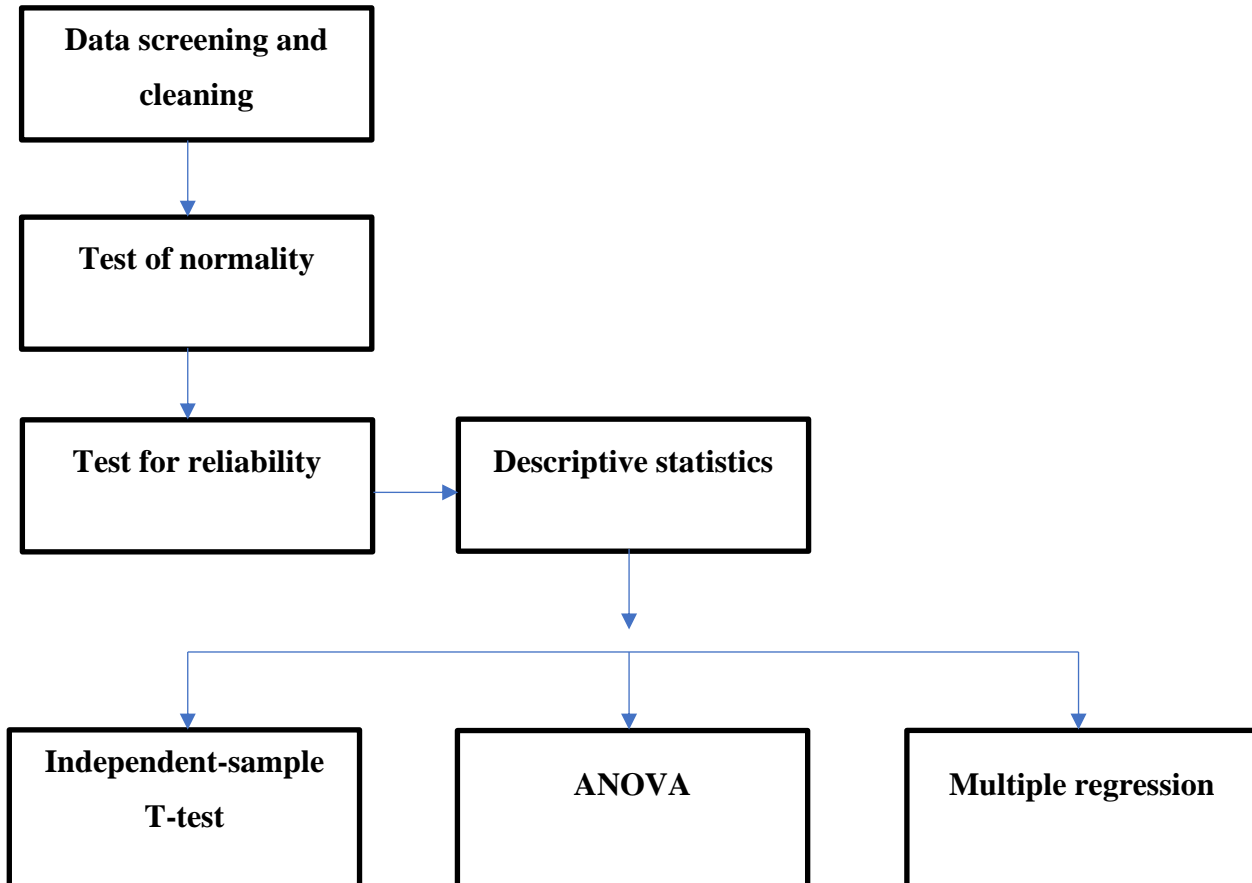 Data screening and
cleaning
Test of normality
Test for reliability
Descriptive statistics
Independent-sample
T-test
ANOVA
Multiple regression